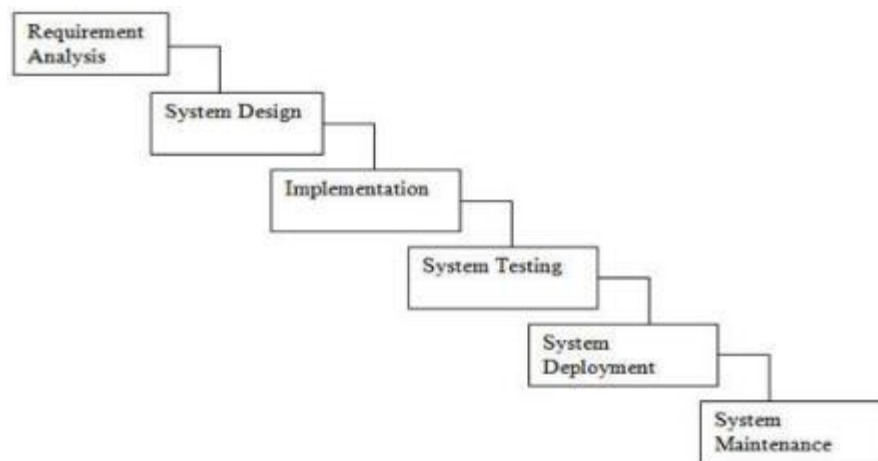 Requirement
Analysis
System Design
Implementation
System Testing
System
Deployment
System
Maintenance